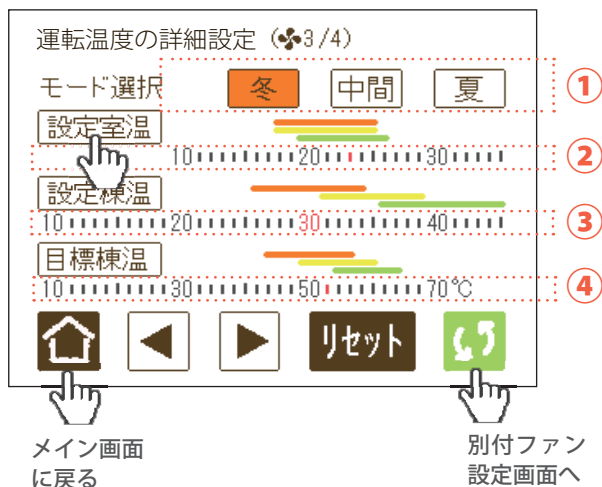 運転温度の詳細設定（3/4）
モード選択 冬 中間 夏 ①
設定室温
10 20 30 ②
設定棟温
10 20 30 40 ③
目標棟温
10 30 50 70℃ ④
リセット
メイン画面
に戻る
別付ファン
設定画面へ